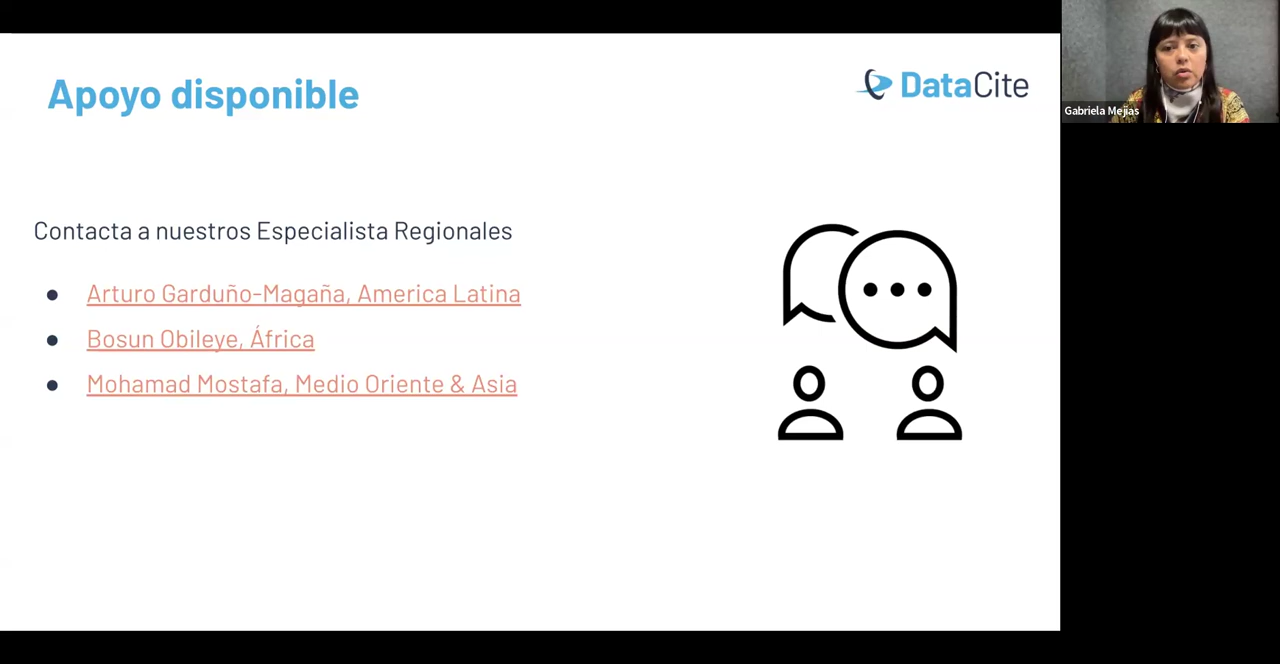 Apoyo disponible
DataCite
Gabriela Mejías
Contacta a nuestros Especialista Regionales
Arturo Garduño-Magaña, America Latina
Bosun Obileye, África
Mohamad Mostafa, Medio Oriente & Asia